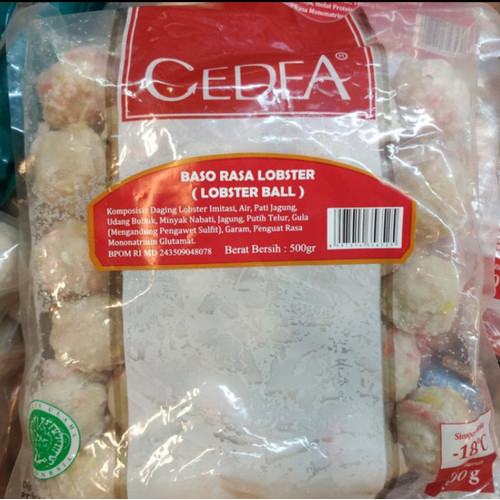 CEDEA®
BASO RASA LOBSTER
( LOBSTER BALL )
Komposisi: Daging Lobster Imitasi, Air, Pati Jagung,
Udang Bubuk, Minyak Nabati, Jagung, Putih Telur, Gula
(Mengandung Pengawet Sulfit), Garam, Penguat Rasa
Mononatrium Glutamat.
BPOM RI MD 243509048078
Berat Bersih : 500gr
-18°C